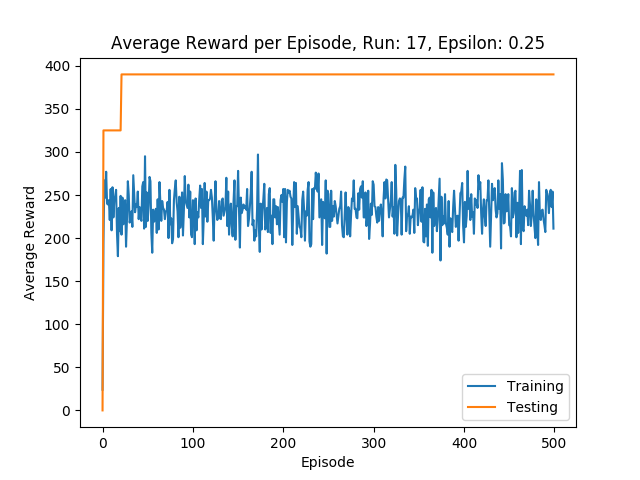 Average Reward per Episode, Run: 17, Epsilon: 0.25
400
350
300
250
200
150
100
50
0
Average Reward
0 100 200 300 400 500
Episode
Training
Testing